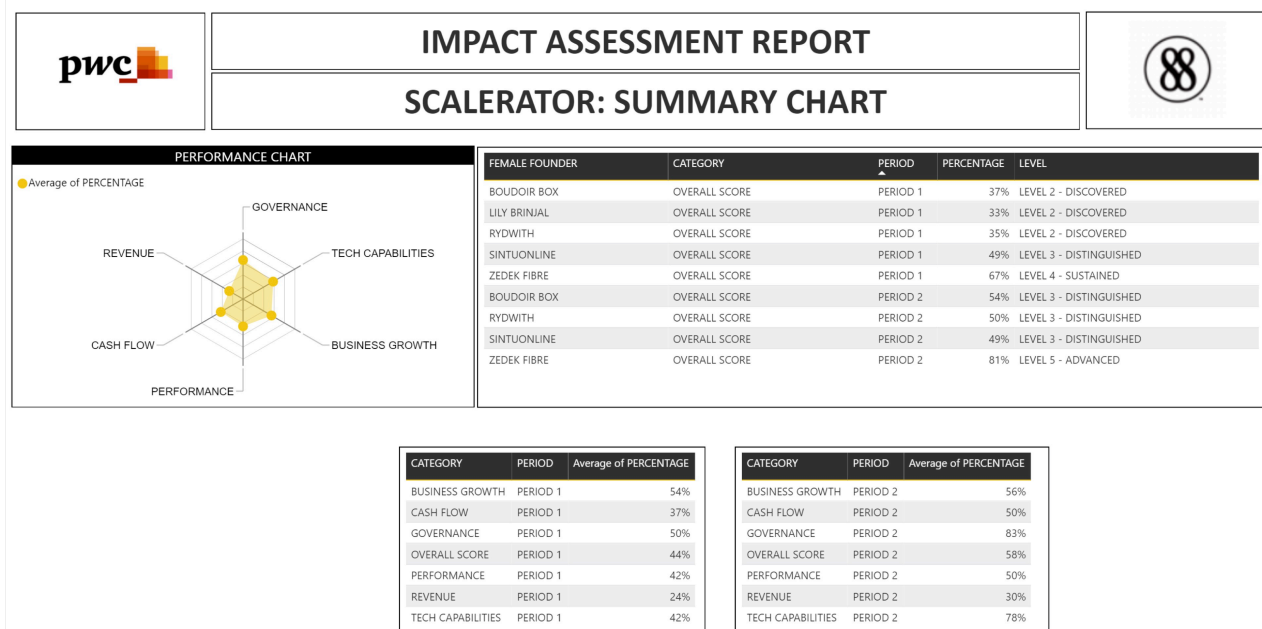 pwc
IMPACT ASSESSMENT REPORT
SCALERATOR: SUMMARY CHART
88
PERFORMANCE CHART
Average of PERCENTAGE
GOVERNANCE
REVENUE
TECH CAPABILITIES
CASH FLOW
BUSINESS GROWTH
PERFORMANCE
FEMALE FOUNDER CATEGORY PERIOD PERCENTAGE LEVEL
BOUDOIR BOX OVERALL SCORE PERIOD 1 37% LEVEL 2 - DISCOVERED
LILY BRINJAL OVERALL SCORE PERIOD 1 33% LEVEL 2 - DISCOVERED
RYDWITH OVERALL SCORE PERIOD 1 35% LEVEL 2 - DISCOVERED
SINTUONLINE OVERALL SCORE PERIOD 1 49% LEVEL 3 - DISTINGUISHED
ZEDEK FIBRE OVERALL SCORE PERIOD 1 67% LEVEL 4 - SUSTAINED
BOUDOIR BOX OVERALL SCORE PERIOD 2 54% LEVEL 3 - DISTINGUISHED
RYDWITH OVERALL SCORE PERIOD 2 50% LEVEL 3 - DISTINGUISHED
SINTUONLINE OVERALL SCORE PERIOD 2 49% LEVEL 3 - DISTINGUISHED
ZEDEK FIBRE OVERALL SCORE PERIOD 2 81% LEVEL 5 - ADVANCED
CATEGORY PERIOD Average of PERCENTAGE
BUSINESS GROWTH PERIOD 1 54%
CASH FLOW PERIOD 1 37%
GOVERNANCE PERIOD 1 50%
OVERALL SCORE PERIOD 1 44%
PERFORMANCE PERIOD 1 42%
REVENUE PERIOD 1 24%
TECH CAPABILITIES PERIOD 1 42%
CATEGORY PERIOD Average of PERCENTAGE
BUSINESS GROWTH PERIOD 2 56%
CASH FLOW PERIOD 2 50%
GOVERNANCE PERIOD 2 83%
OVERALL SCORE PERIOD 2 58%
PERFORMANCE PERIOD 2 50%
REVENUE PERIOD 2 30%
TECH CAPABILITIES PERIOD 2 78%